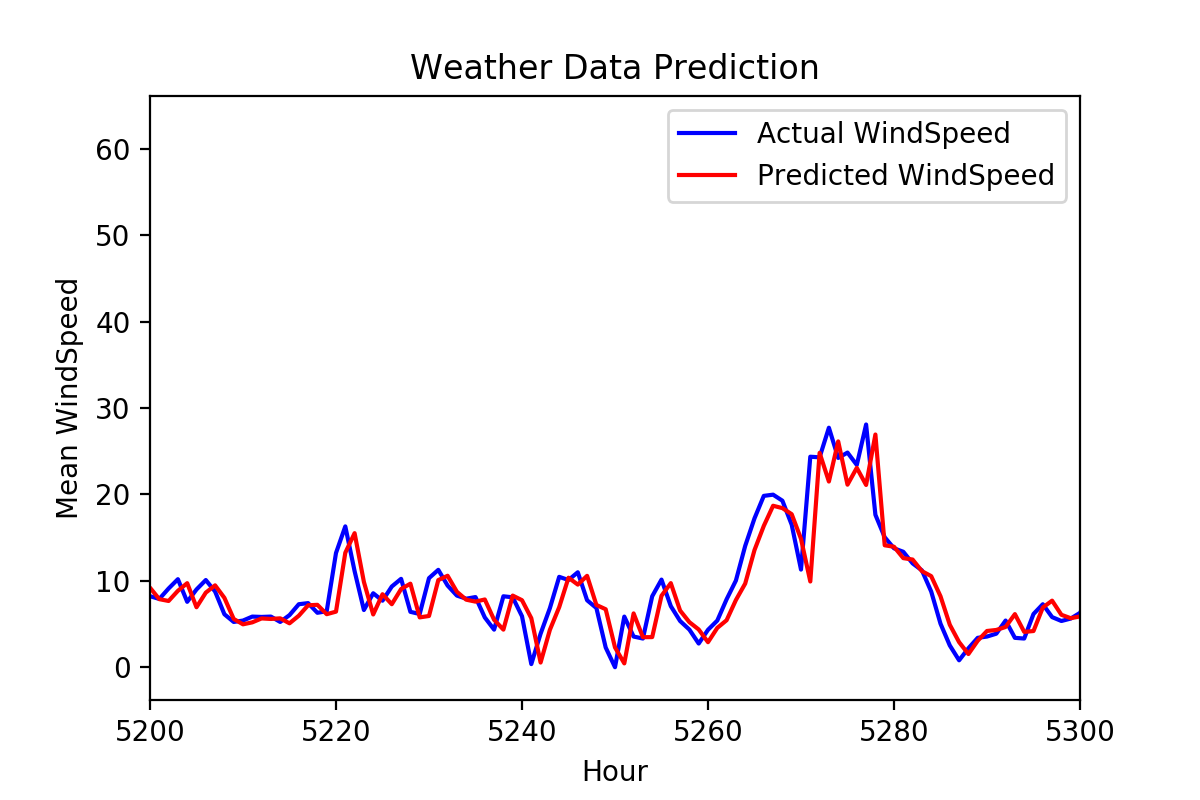 Weather Data Prediction
Actual WindSpeed
Predicted WindSpeed
60
50
40
30
20
10
0
Mean WindSpeed
5200 5220 5240 5260 5280 5300
Hour